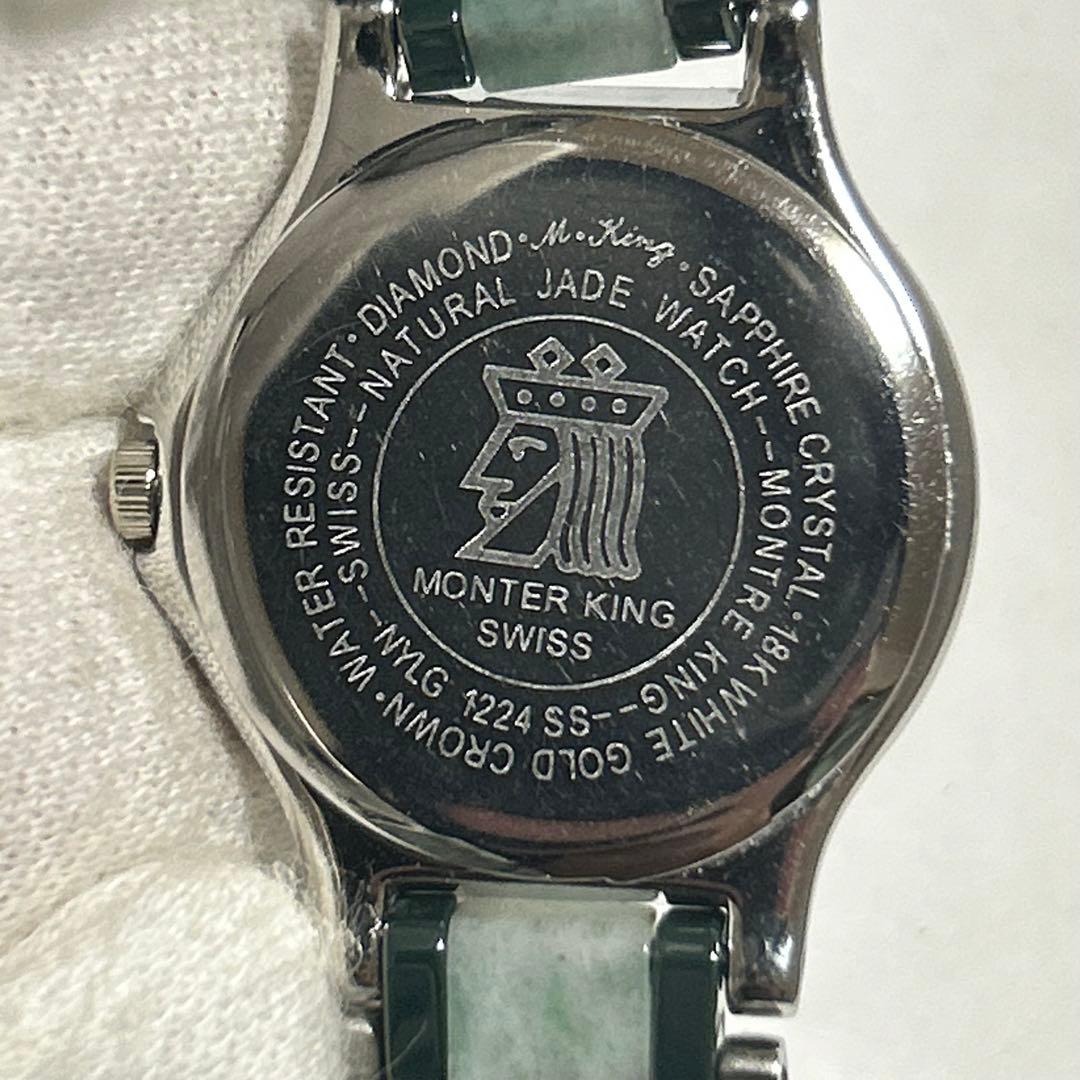 ·M·King·SAPPHIRE CRYSTAL·18K WHITE GOLD CROWN·WATER RESISTANT·DIAMOND
NATURAL JADE WATCH--MONTRE KING--NYLG 1224 SS--SWISS--
MONTER KING
SWISS